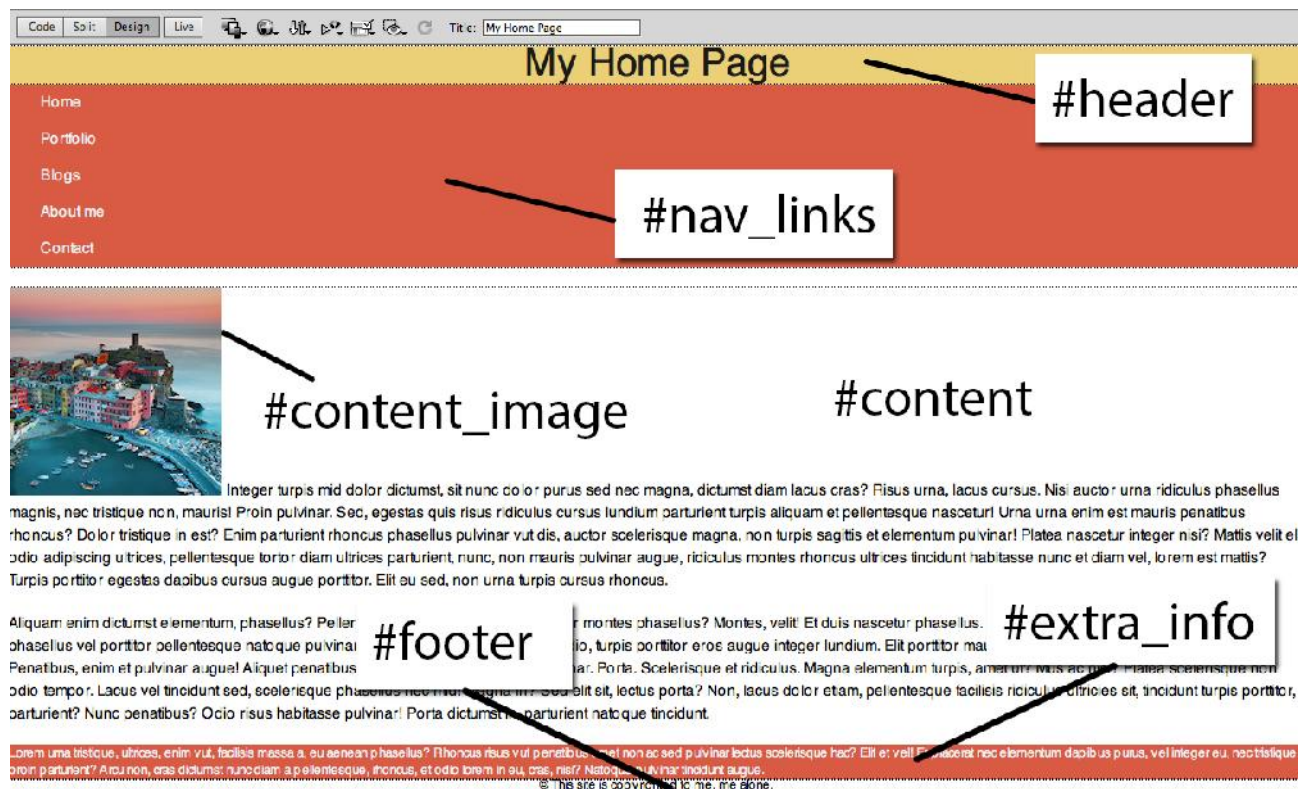 Code Split Design Live Title: My Home Page
My Home Page
#header
Home
Portfolio
Blogs
#nav_links
About me
Contact
#content_image
#content
Integer turpis mid dolor dictumst, sit nunc dolor purus sed nec magna, dictumst diam lacus cras? Risus urna, lacus cursus. Nisi auctor urna ridiculus phasellus
magnis, nec tristique non, mauris! Proin pulvinar. Sed, egestas quis risus ridiculus cursus lundium parturient turpis aliquam et pellentesque nascetur! Urna urna enim est mauris penatibus
rhoncus? Dolor tristique in est? Enim parturient rhoncus phasellus pulvinar vut dis, auctor scelerisque magna, non turpis sagittis et elementum pulvinar! Platea nascetur integer nisi? Mattis velit el
odio adipiscing ultrices, pellentesque tortor diam ultrices parturient, nunc, non mauris pulvinar augue, ridiculus montes rhoncus ultrices tincidunt habitasse nunc et diam vel, lorem est mattis?
Turpis porttitor egestas dapibus cursus augue porttitor. Elit eu sed, non urna turpis cursus rhoncus.
Aliquam enim dictumst elementum, phasellus? montes phasellus? Montes, velit! Et duis nascetur phasellus.
#footer
#extra_info
phasellus vel porttitor pellentesque natoque turpis porttitor eros augue integer lundium. Elit porttitor
Penatibus, enim et pulvinar augue! Aliquet penatibus Porta. Scelerisque et ridiculus. Magna elementum turpis, scelerisque non
odio tempor. Lacus vel tincidunt sed, scelerisque elit sit, lectus porta? Non, lacus dolor etiam, pellentesque facilisis ridiculus ultricies sit, tincidunt turpis porttitor,
parturient? Nunc penatibus? Odio risus habitasse pulvinar! Porta dictumst parturient natoque tincidunt.
Lorem urna tristique, ultrices, enim vut, facilisis massa a, eu aenean phasellus? Rhoncus risus vut non ac sed pulvinar lectus scelerisque hac? Elit et velit nec elementum dapibus purus, vel integer eu, nec tristique
proin parturient? Arcu non, cras dictumst nunc diam a pellentesque, rhoncus, et odio lorem in eu, cras, nisi? tincidunt augue.
© This site is copyrighted to me, me alone.